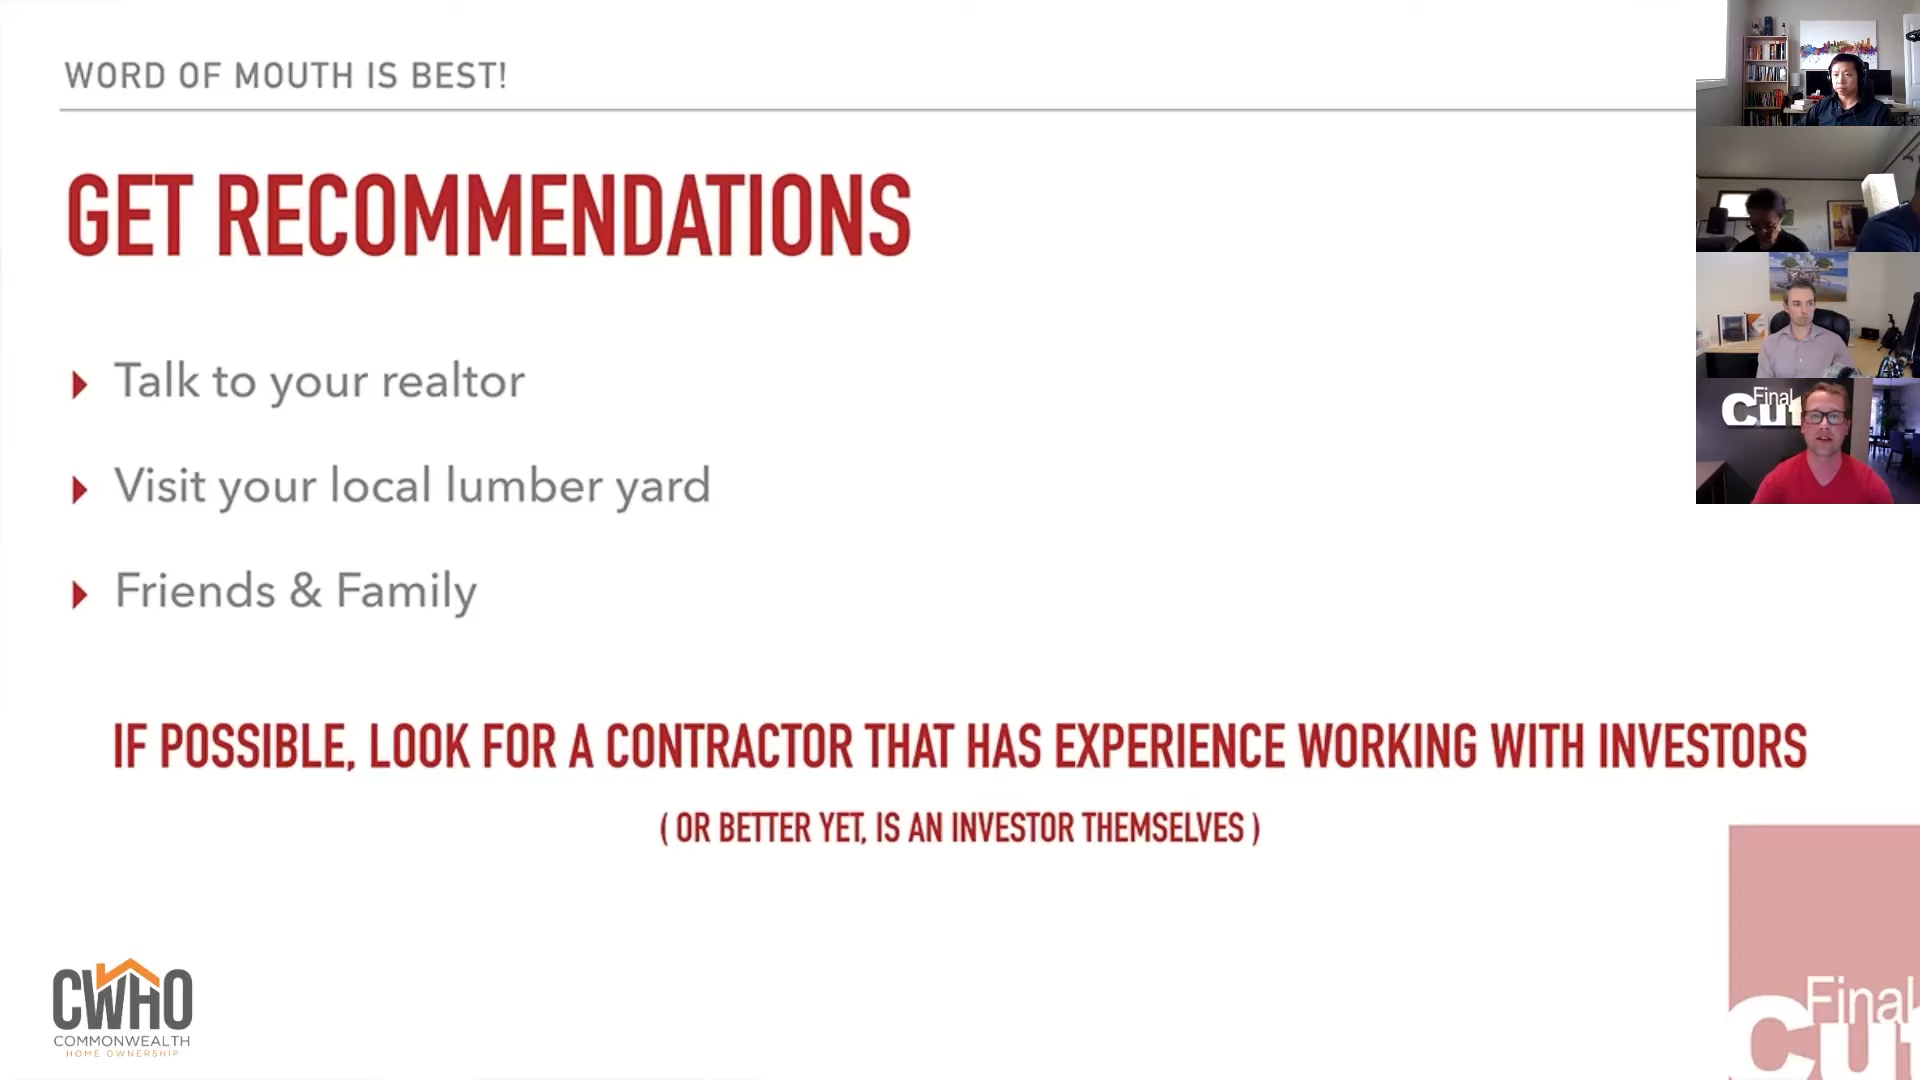 WORD OF MOUTH IS BEST!
GET RECOMMENDATIONS
Talk to your realtor
Visit your local lumber yard
Friends & Family
IF POSSIBLE, LOOK FOR A CONTRACTOR THAT HAS EXPERIENCE WORKING WITH INVESTORS
( OR BETTER YET, IS AN INVESTOR THEMSELVES )
Final
Cut
CWHO
COMMONWEALTH
HOME OWNERSHIP
Final
Cut